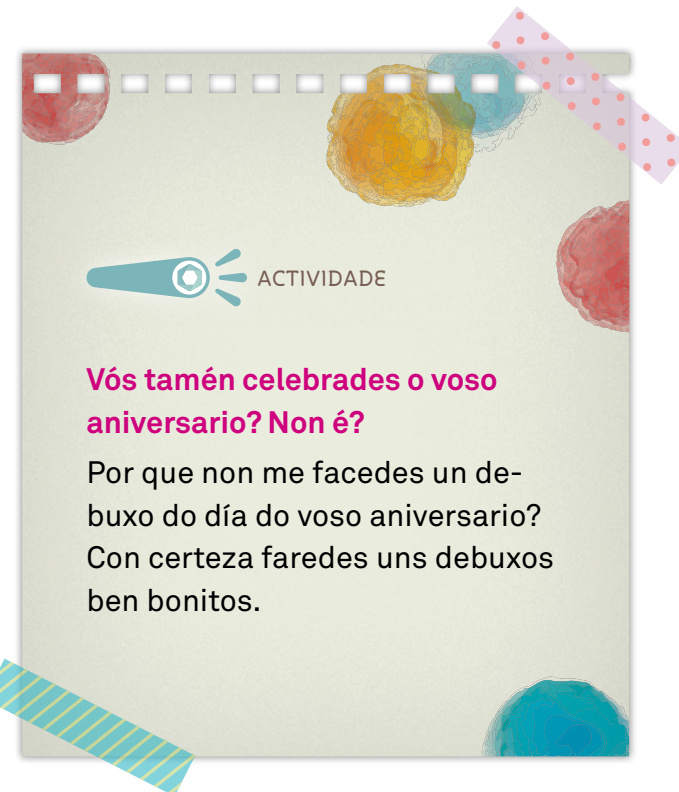 ACTIVIDADE
Vós tamén celebrades o voso
aniversario? Non é?
Por que non me facedes un de-
buxo do día do voso aniversario?
Con certeza faredes uns debuxos
ben bonitos.